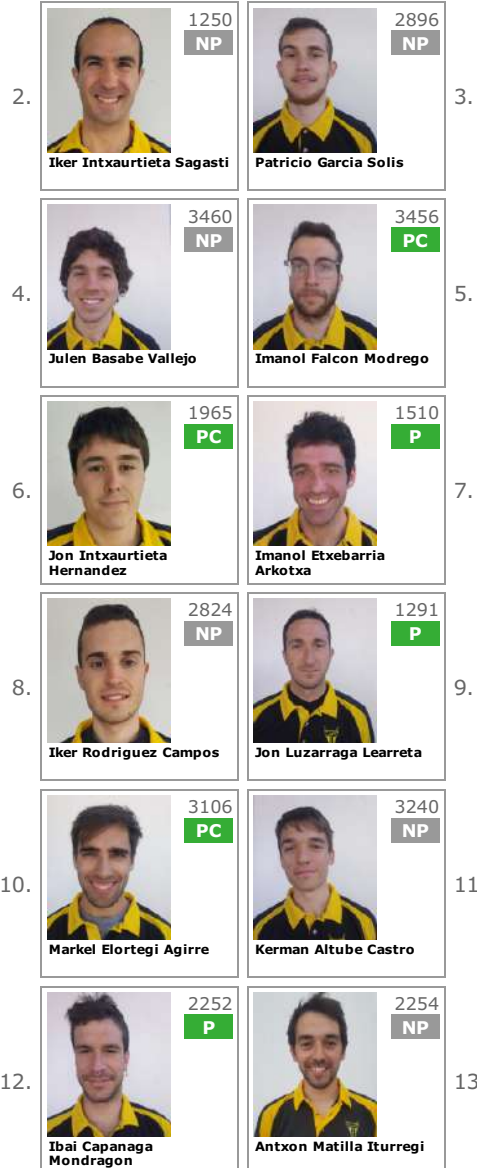 1250
NP
2896
NP
2.
3.
Iker Intxaurtieta Sagasti
Patricio Garcia Solis
3460
NP
3456
PC
4.
5.
Julen Basabe Vallejo
Imanol Falcon Modrego
1965
PC
1510
P
6.
7.
Jon Intxaurtieta
Hernandez
Imanol Etxebarria
Arkotxa
2824
NP
1291
P
8.
9.
Iker Rodriguez Campos
Jon Luzarraga Learreta
3106
PC
3240
NP
10.
11
Markel Elortegi Agirre
Kerman Altube Castro
2252
P
2254
NP
12.
13
Ibai Capanaga
Mondragon
Antxon Matilla Iturregi